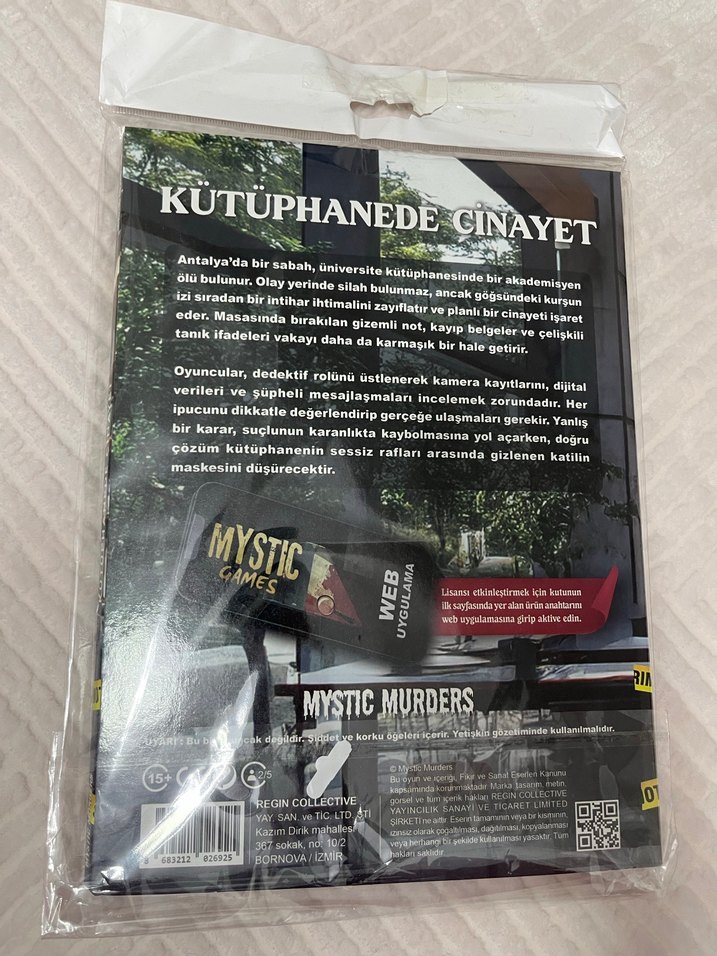 KÜTÜPHANEDE CİNAYET
Antalya’da bir sabah, üniversite kütüphanesinde bir akademisyen
ölü bulunur. Olay yerinde silah bulunmaz, ancak göğsündeki kurşun
izi sıradan bir intihar ihtimalini zayıflatır ve planlı bir cinayeti işaret
eder. Masasında bırakılan gizemli not, kayıp belgeler ve çelişkili
tanık ifadeleri vakayı daha da karmaşık bir hale getirir.
Oyuncular, dedektif rolünü üstlenerek kamera kayıtlarını, dijital
verileri ve şüpheli mesajlaşmaları incelemek zorundadır. Her
ipucunu dikkatle değerlendirip gerçeğe ulaşmaları gerekir. Yanlış
bir karar, suçlunun karanlıkta kaybolmasına yol açarken, doğru
çözüm kütüphanenin sessiz rafları arasında gizlenen katilin
maskesini düşürecektir.
MYSTIC
GAMES
WEB
UYGULAMA
Lisansı etkinleştirmek için kutunun
ilk sayfasında yer alan ürün anahtarını
web uygulamasına girip aktive edin.
MYSTIC MURDERS
UYARI: Bu bir değildir. Şiddet ve korku öğeleri içerir. Yetişkin gözetiminde kullanılmalıdır.
15+
2/5
REGIN COLLECTIVE
YAY. SAN. ve TİC. LTD. ŞTİ
Kazım Dirik mahallesi
367 sokak, no: 10/2
BORNOVA / İZMİR
8 683212 026925
© Mystic Murders
Bu oyun ve içeriği, Fikir ve Sanat Eserleri Kanunu
kapsamında korunmaktadır. Marka, tasarım, metin,
görsel ve tüm içerik hakları REGIN COLLECTIVE
YAYINCILIK SANAYİ VE TİCARET LİMİTED
ŞİRKETİ'ne aittir. Eserin tamamının veya bir kısmının,
izinsiz olarak çoğaltılması, dağıtılması, kopyalanması
veya herhangi bir şekilde kullanılması yasaktır. Tüm
hakları saklıdır.